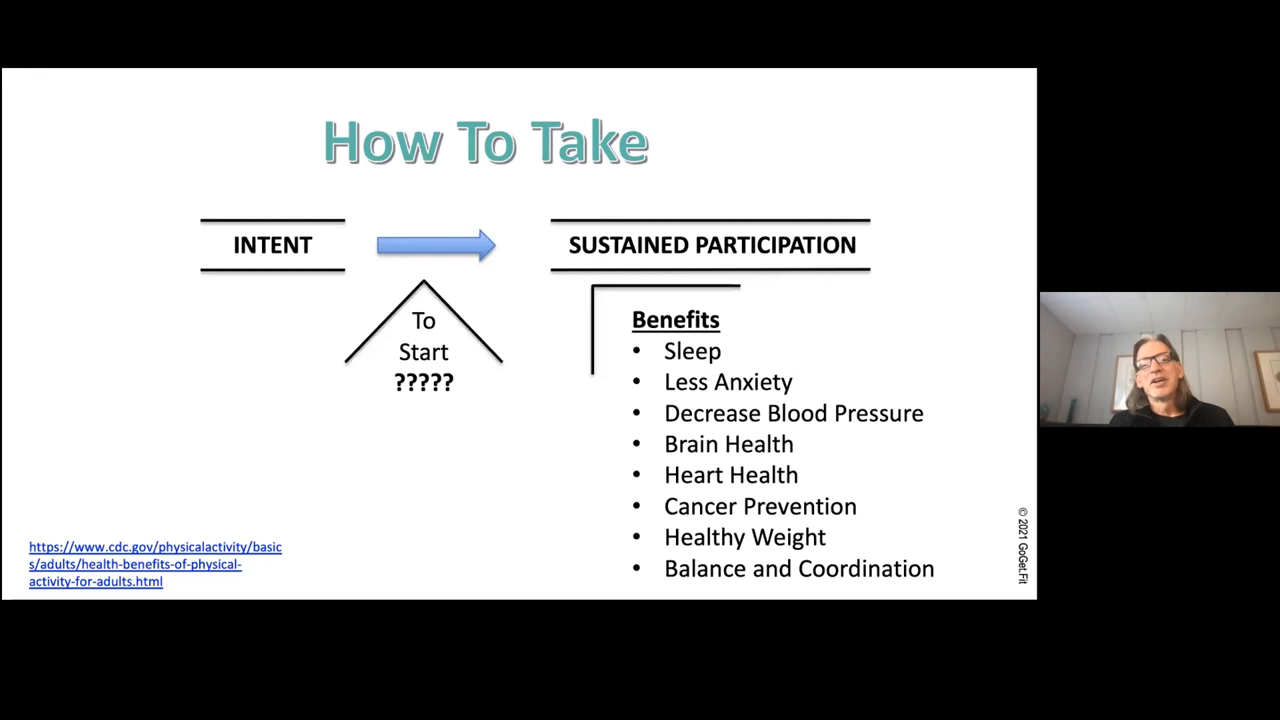 How To Take
INTENT
SUSTAINED PARTICIPATION
To
Start
?????
Benefits
• Sleep
• Less Anxiety
• Decrease Blood Pressure
• Brain Health
• Heart Health
• Cancer Prevention
• Healthy Weight
• Balance and Coordination
https://www.cdc.gov/physicalactivity/basic
s/adults/health-benefits-of-physical-
activity-for-adults.html
© 2021 GoGet.Fit